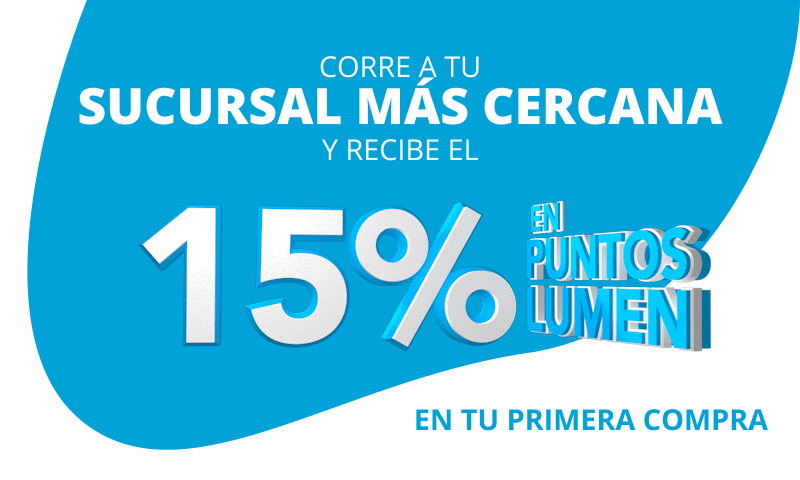 CORRE A TU
SUCURSAL MÁS CERCANA
Y RECIBE EL
15%
EN
PUNTOS
LUMEN
EN TU PRIMERA COMPRA